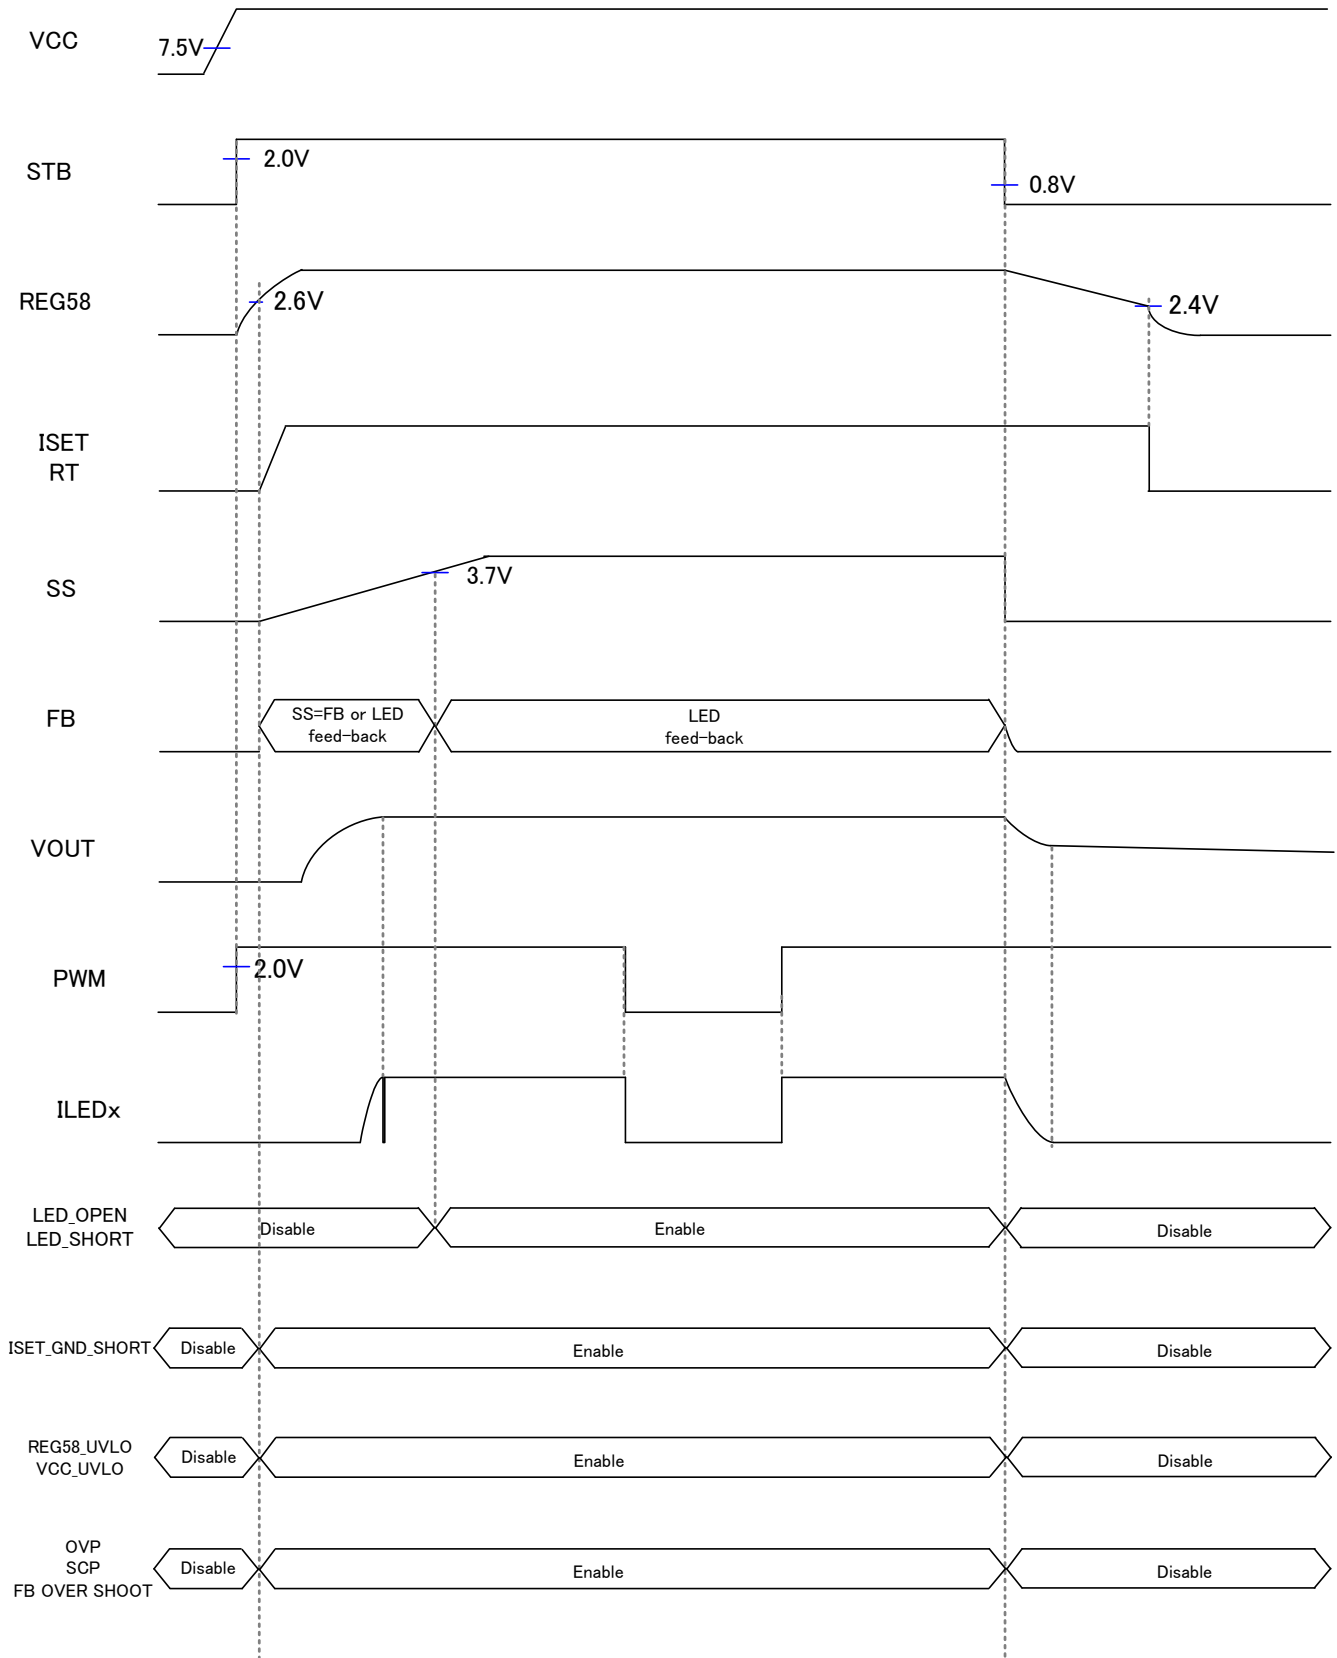 VCC
7.5V
STB
2.0V
0.8V
REG58
2.6V
2.4V
ISET
RT
SS
3.7V
FB
SS=FB or LED
feed-back
LED
feed-back
VOUT
PWM
2.0V
ILEDx
LED_OPEN
LED_SHORT
Disable
Enable
Disable
ISET_GND_SHORT
Disable
Enable
Disable
REG58_UVLO
VCC_UVLO
Disable
Enable
Disable
OVP
SCP
FB OVER SHOOT
Disable
Enable
Disable